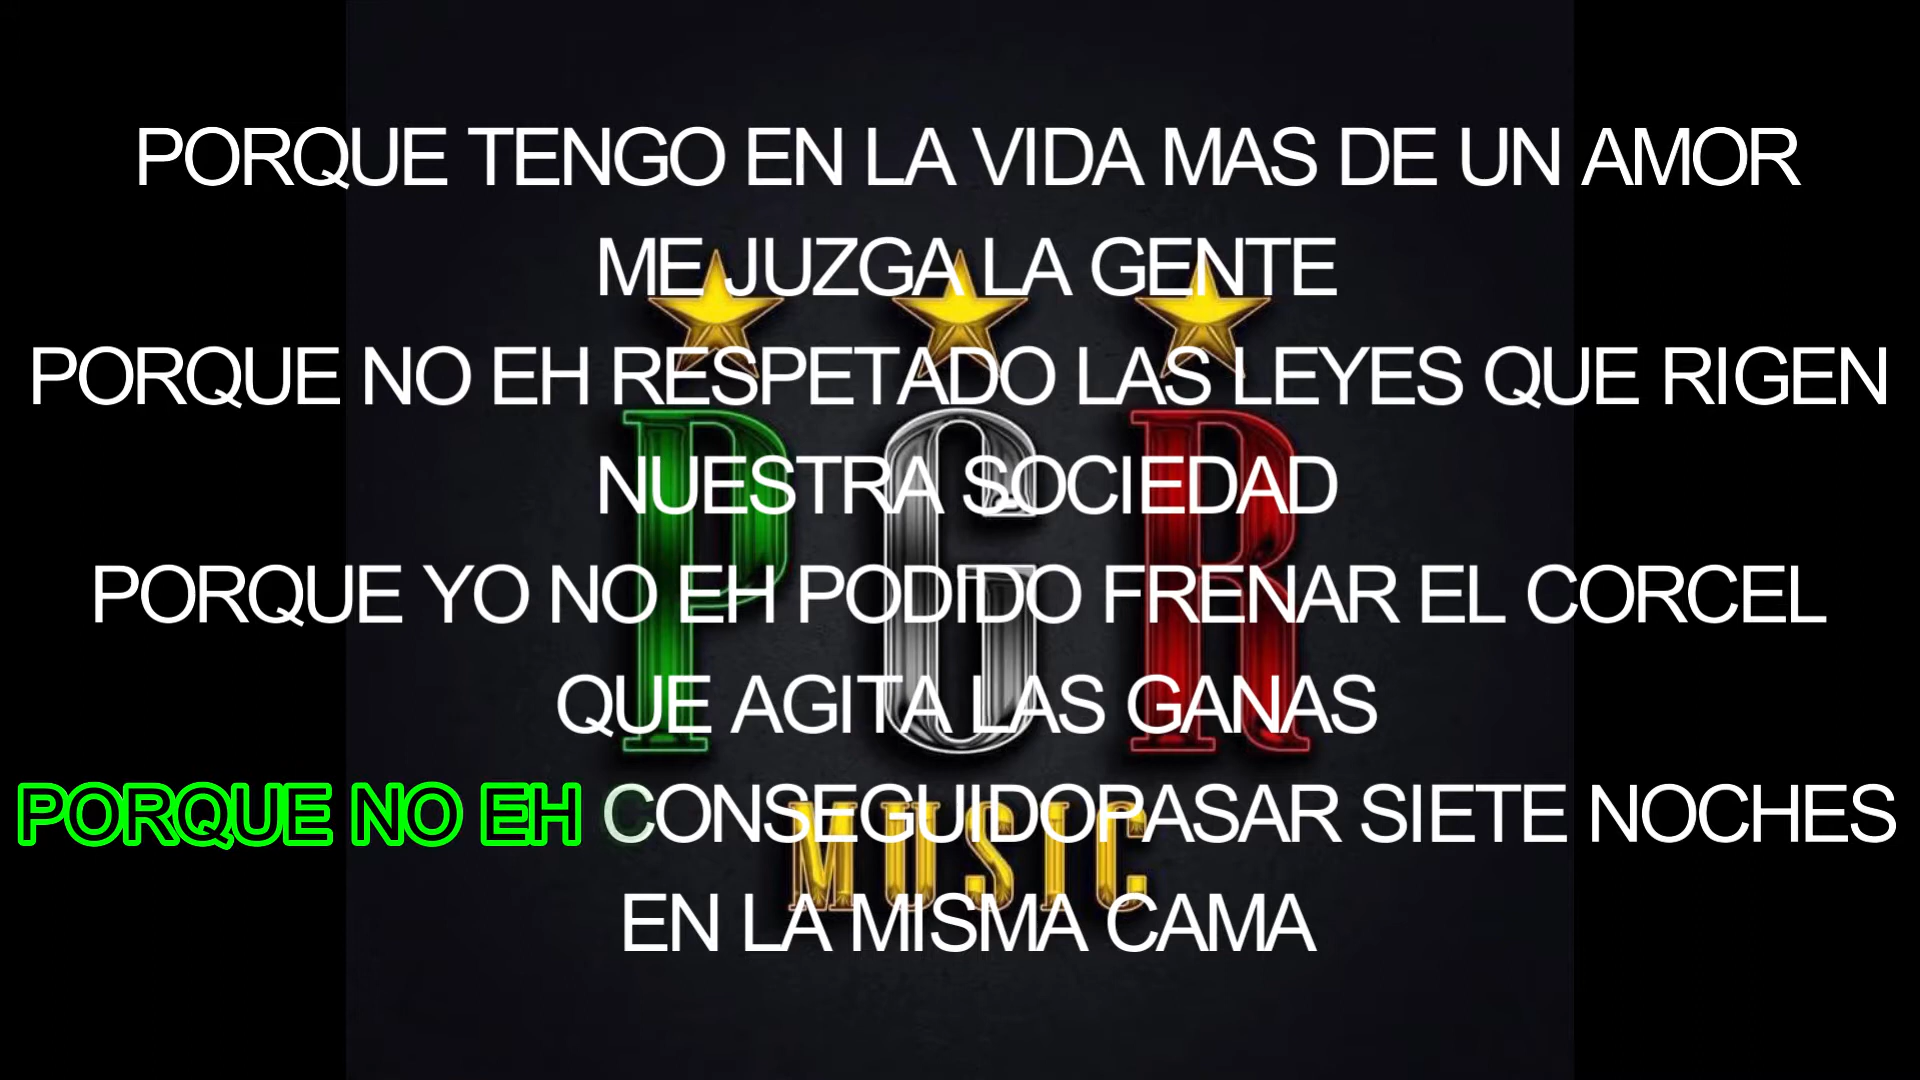 PORQUE TENGO EN LA VIDA MAS DE UN AMOR
ME JUZGA LA GENTE
PORQUE NO EH RESPETADO LAS LEYES QUE RIGEN
NUESTRA SOCIEDAD
PORQUE YO NO EH PODIDO FRENAR EL CORCEL
QUE AGITA LAS GANAS
PORQUE NO EH CONSEGUIDOPASAR SIETE NOCHES
EN LA MISMA CAMA
PGR
MUSIC